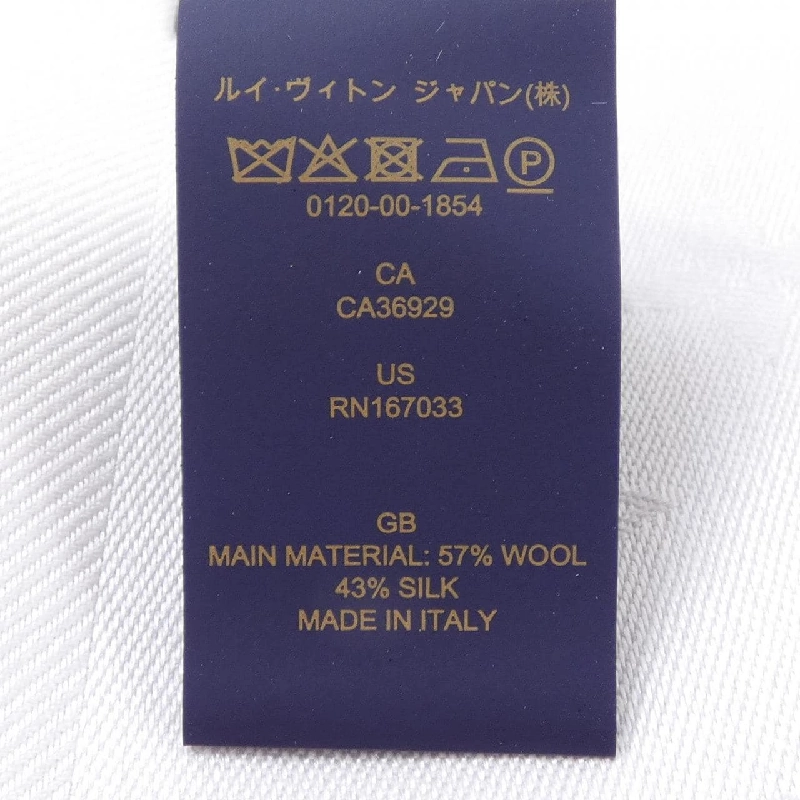 ルイ・ヴィトン ジャパン(株)
P
0120-00-1854
CA
CA36929
US
RN167033
GB
MAIN MATERIAL: 57% WOOL
43% SILK
MADE IN ITALY